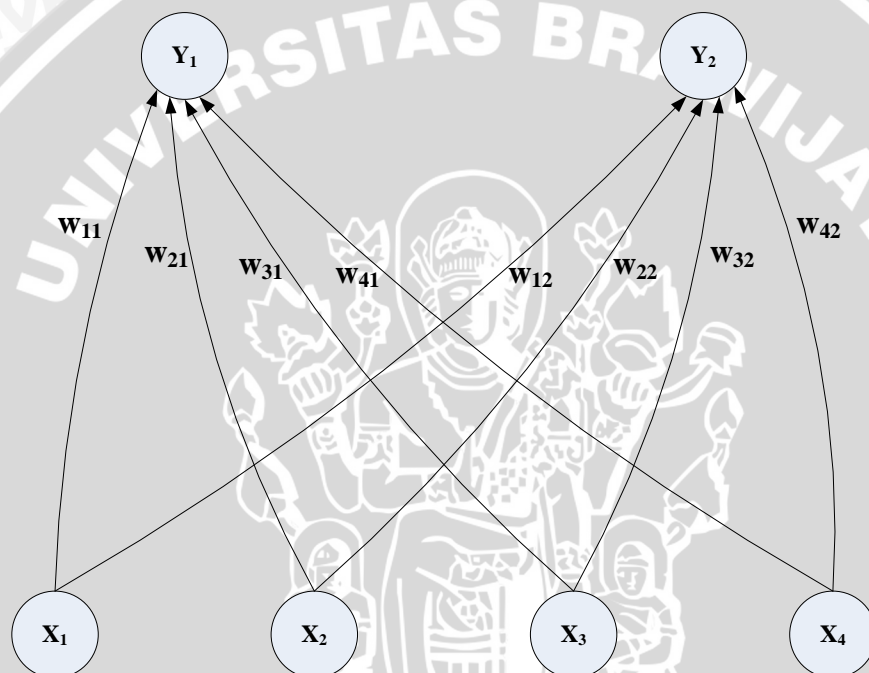 UNIVERSITAS BRAWIJAYA
Y₁ Y₂
w₁₁ w₂₁ w₃₁ w₄₁ w₁₂ w₂₂ w₃₂ w₄₂
X₁ X₂ X₃ X₄